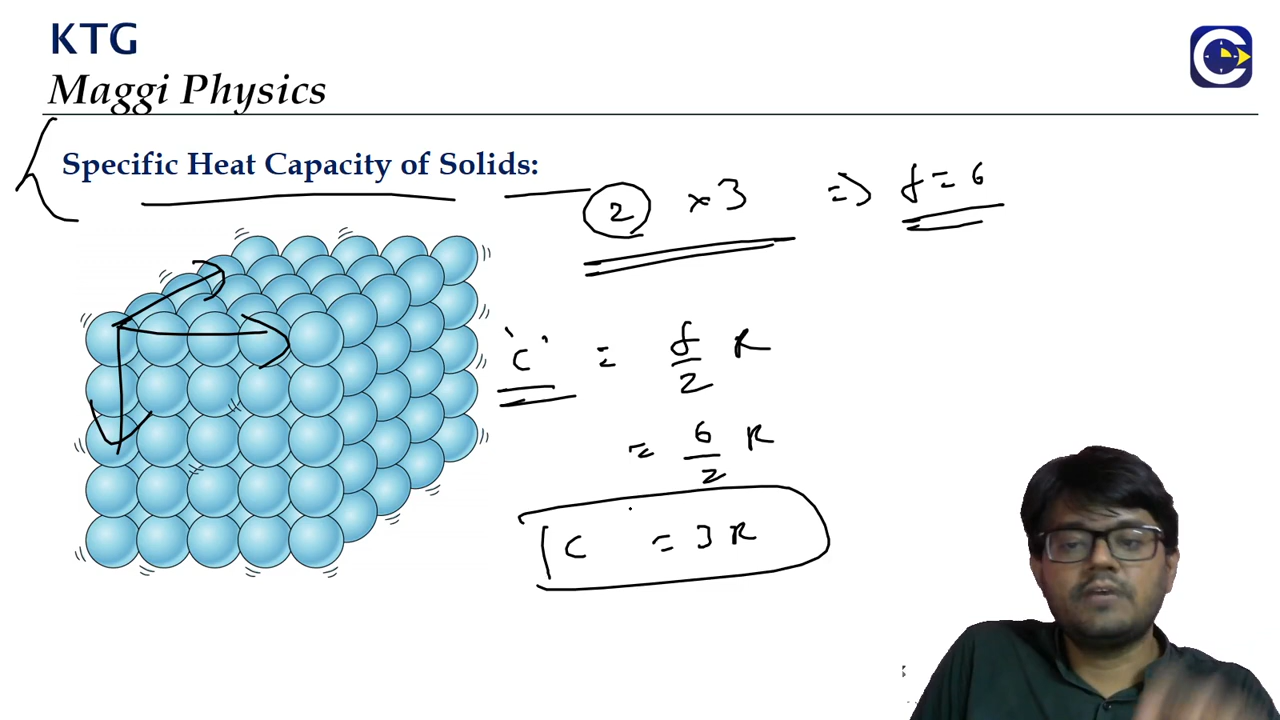 KTG
Maggi Physics
Specific Heat Capacity of Solids:
2 × 3 ⇒ f = 6
'C' = f/2 R
= 6/2 R
C = 3R